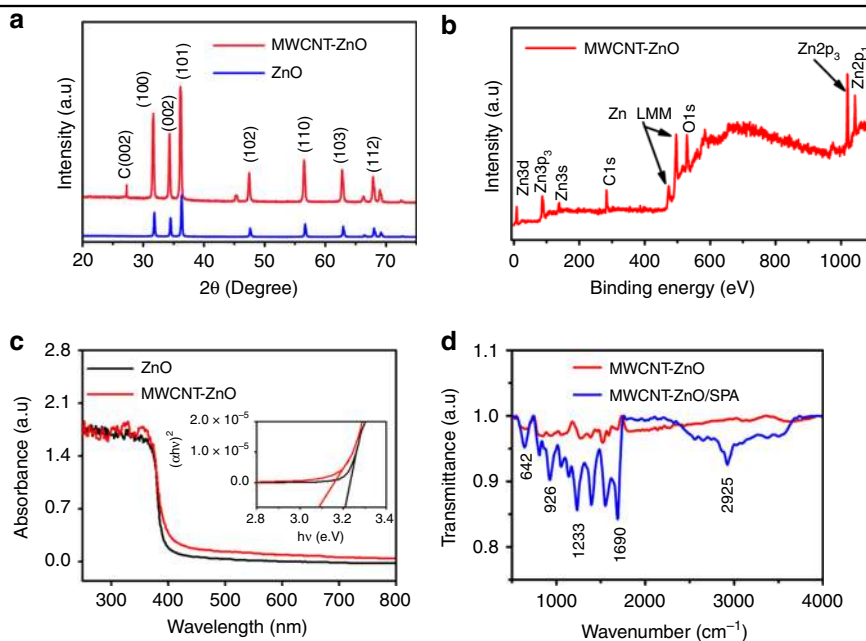 a
MWCNT-ZnO
ZnO
C(002)
(100)
(002)
(101)
(102)
(110)
(103)
(112)
Intensity (a.u)
20 30 40 50 60 70
2θ (Degree)
b
MWCNT-ZnO
Zn2p3
Zn2p1
Zn LMM
O1s
C1s
Zn3d
Zn3p3
Zn3s
Intensity (a.u)
0 200 400 600 800 1000
Binding energy (eV)
c
ZnO
MWCNT-ZnO
2.8
2.1
1.4
0.7
0.0
Absorbance (a.u)
300 400 500 600 700 800
Wavelength (nm)
2.0 × 10⁻⁵
1.0 × 10⁻⁵
0.0
(αhυ)²
2.8 3.0 3.2 3.4
hν (e.V)
d
MWCNT-ZnO
MWCNT-ZnO/SPA
1.1
1.0
0.9
0.8
Transmittance (a.u)
642
926
1233
1690
2925
1000 2000 3000 4000
Wavenumber (cm⁻¹)